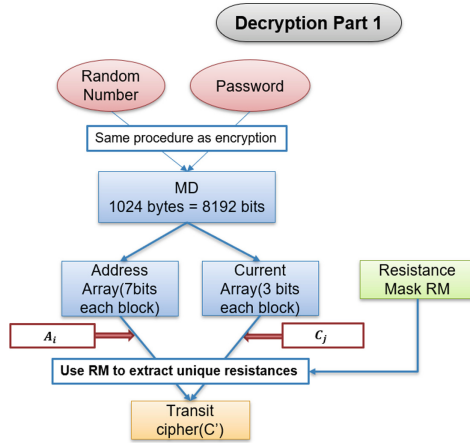 Decryption Part 1
Random
Number
Password
Same procedure as encryption
MD
1024 bytes = 8192 bits
Address
Array(7bits
each block)
Current
Array(3 bits
each block)
Resistance
Mask RM
A_i
C_j
Use RM to extract unique resistances
Transit
cipher(C')